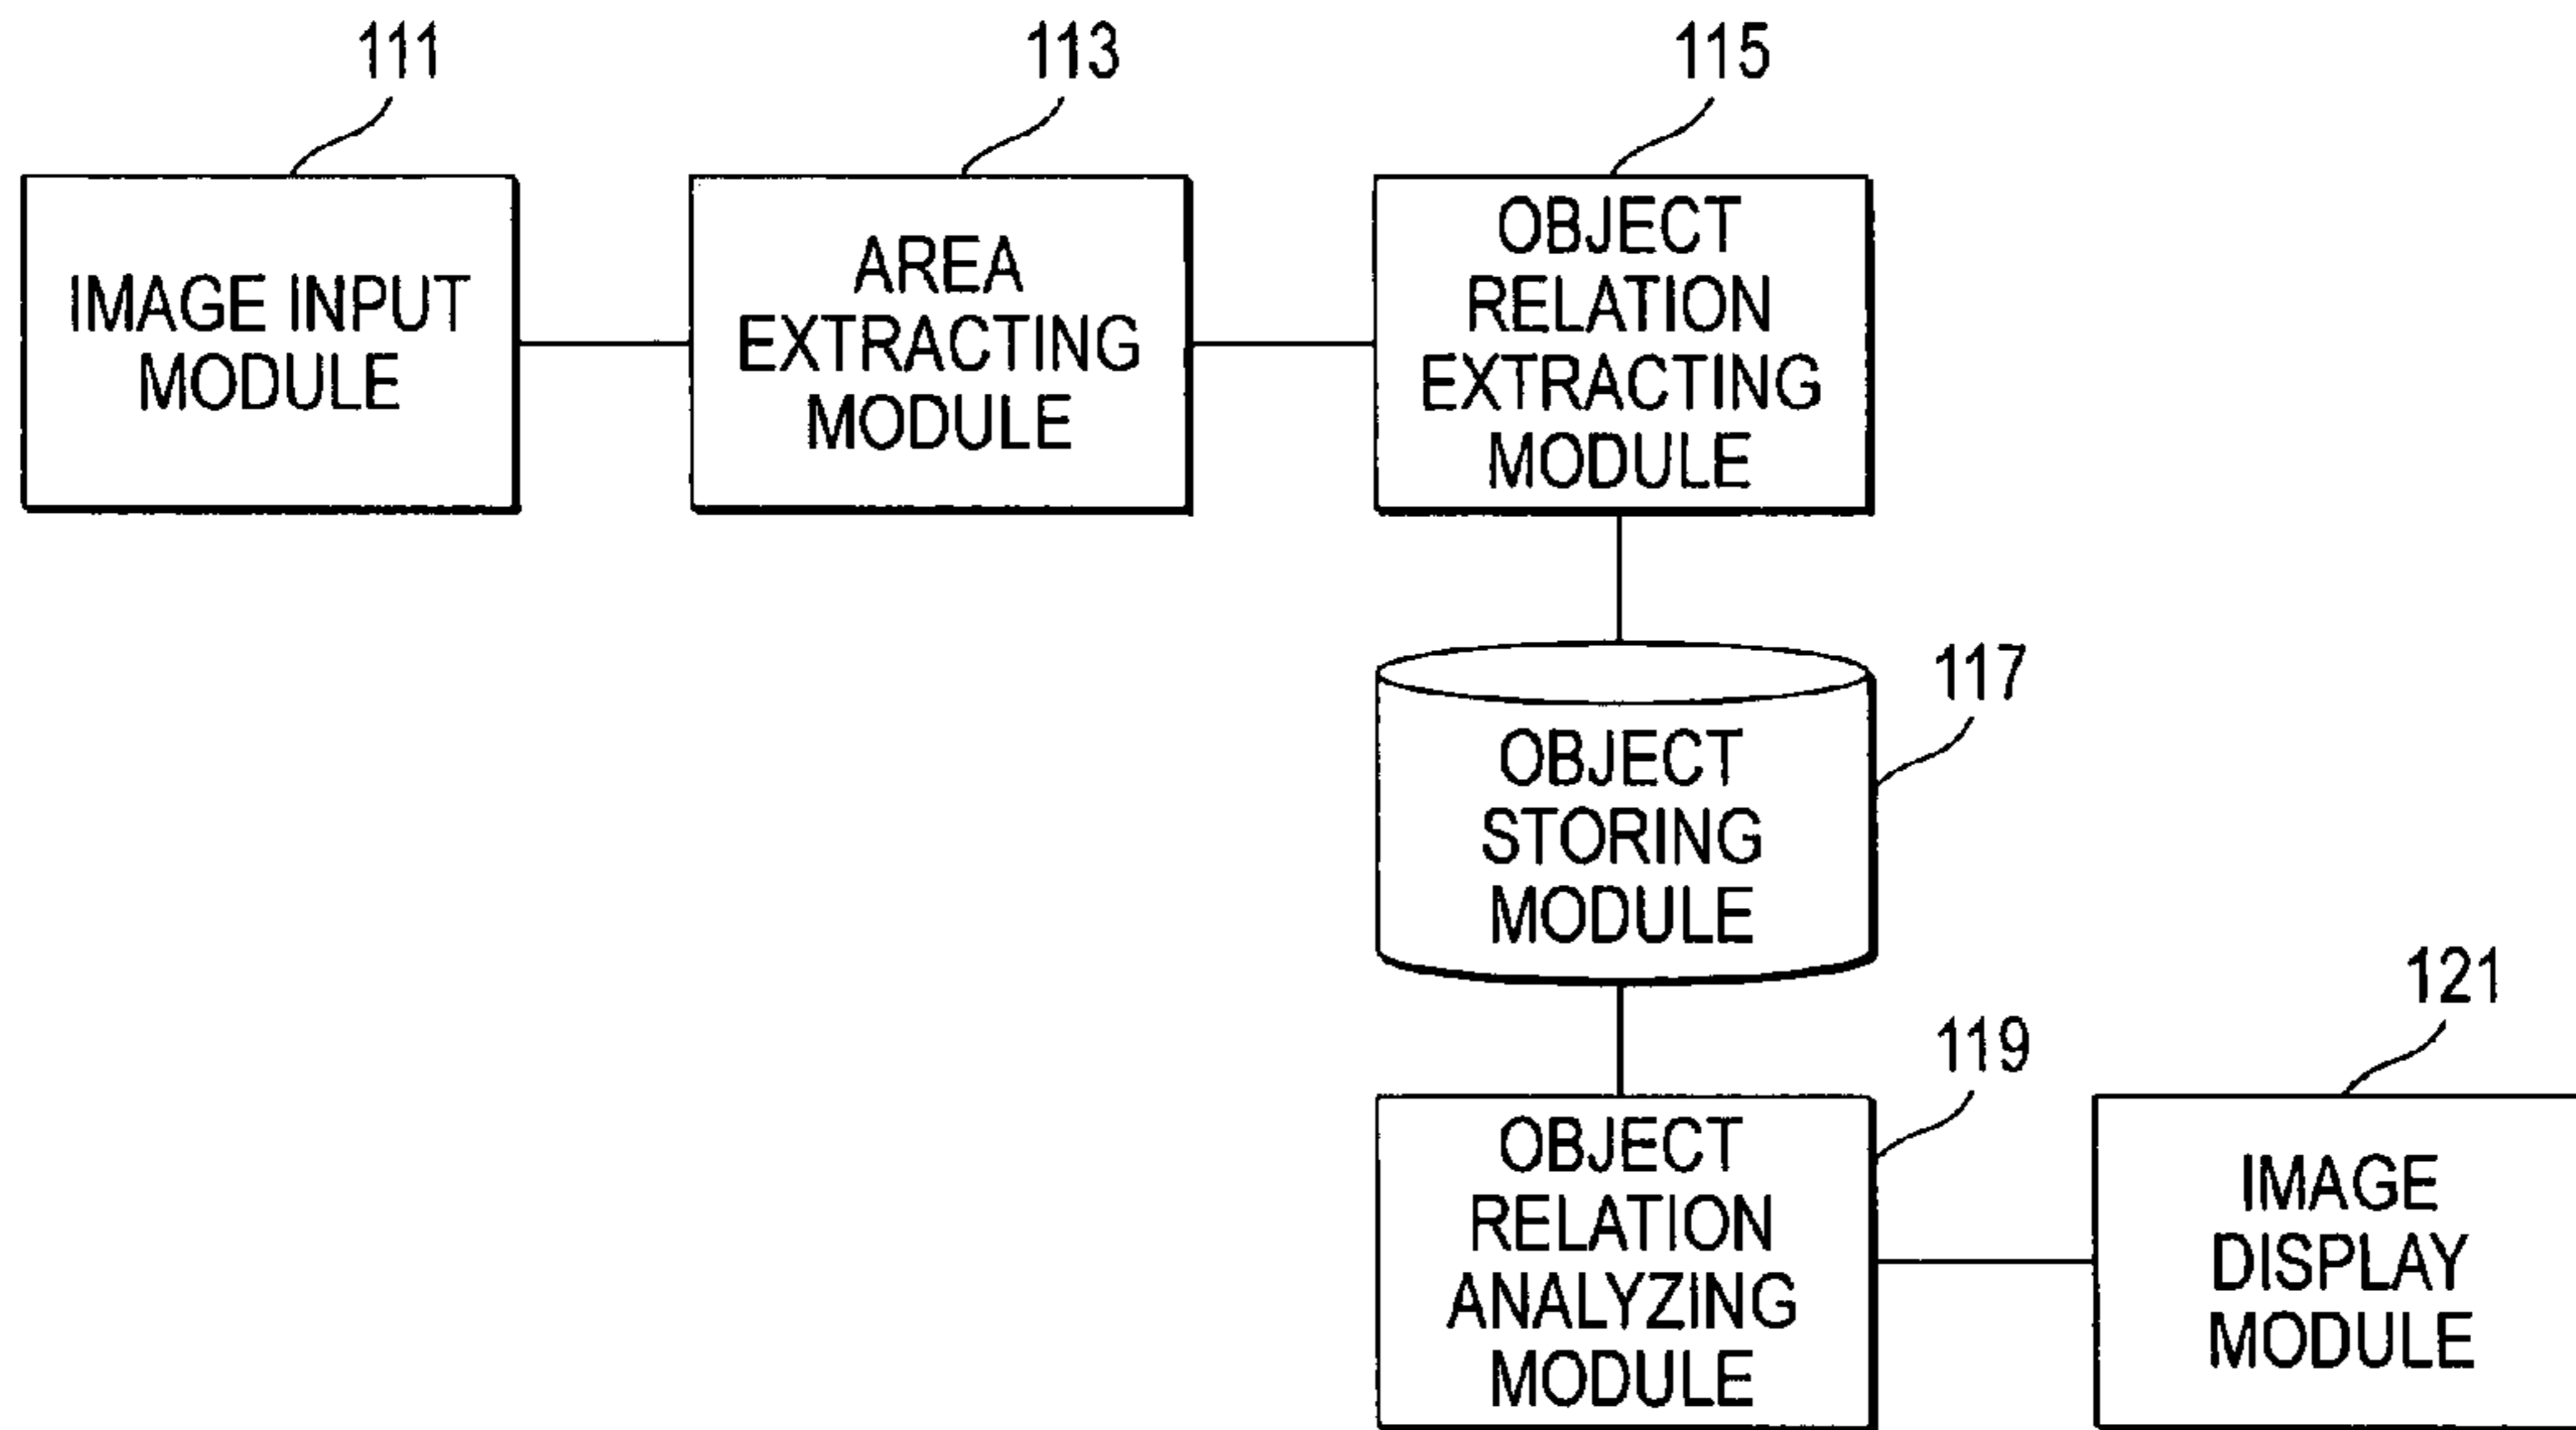 111
113
115
IMAGE INPUT
MODULE
AREA
EXTRACTING
MODULE
OBJECT
RELATION
EXTRACTING
MODULE
117
OBJECT
STORING
MODULE
119
121
OBJECT
RELATION
ANALYZING
MODULE
IMAGE
DISPLAY
MODULE